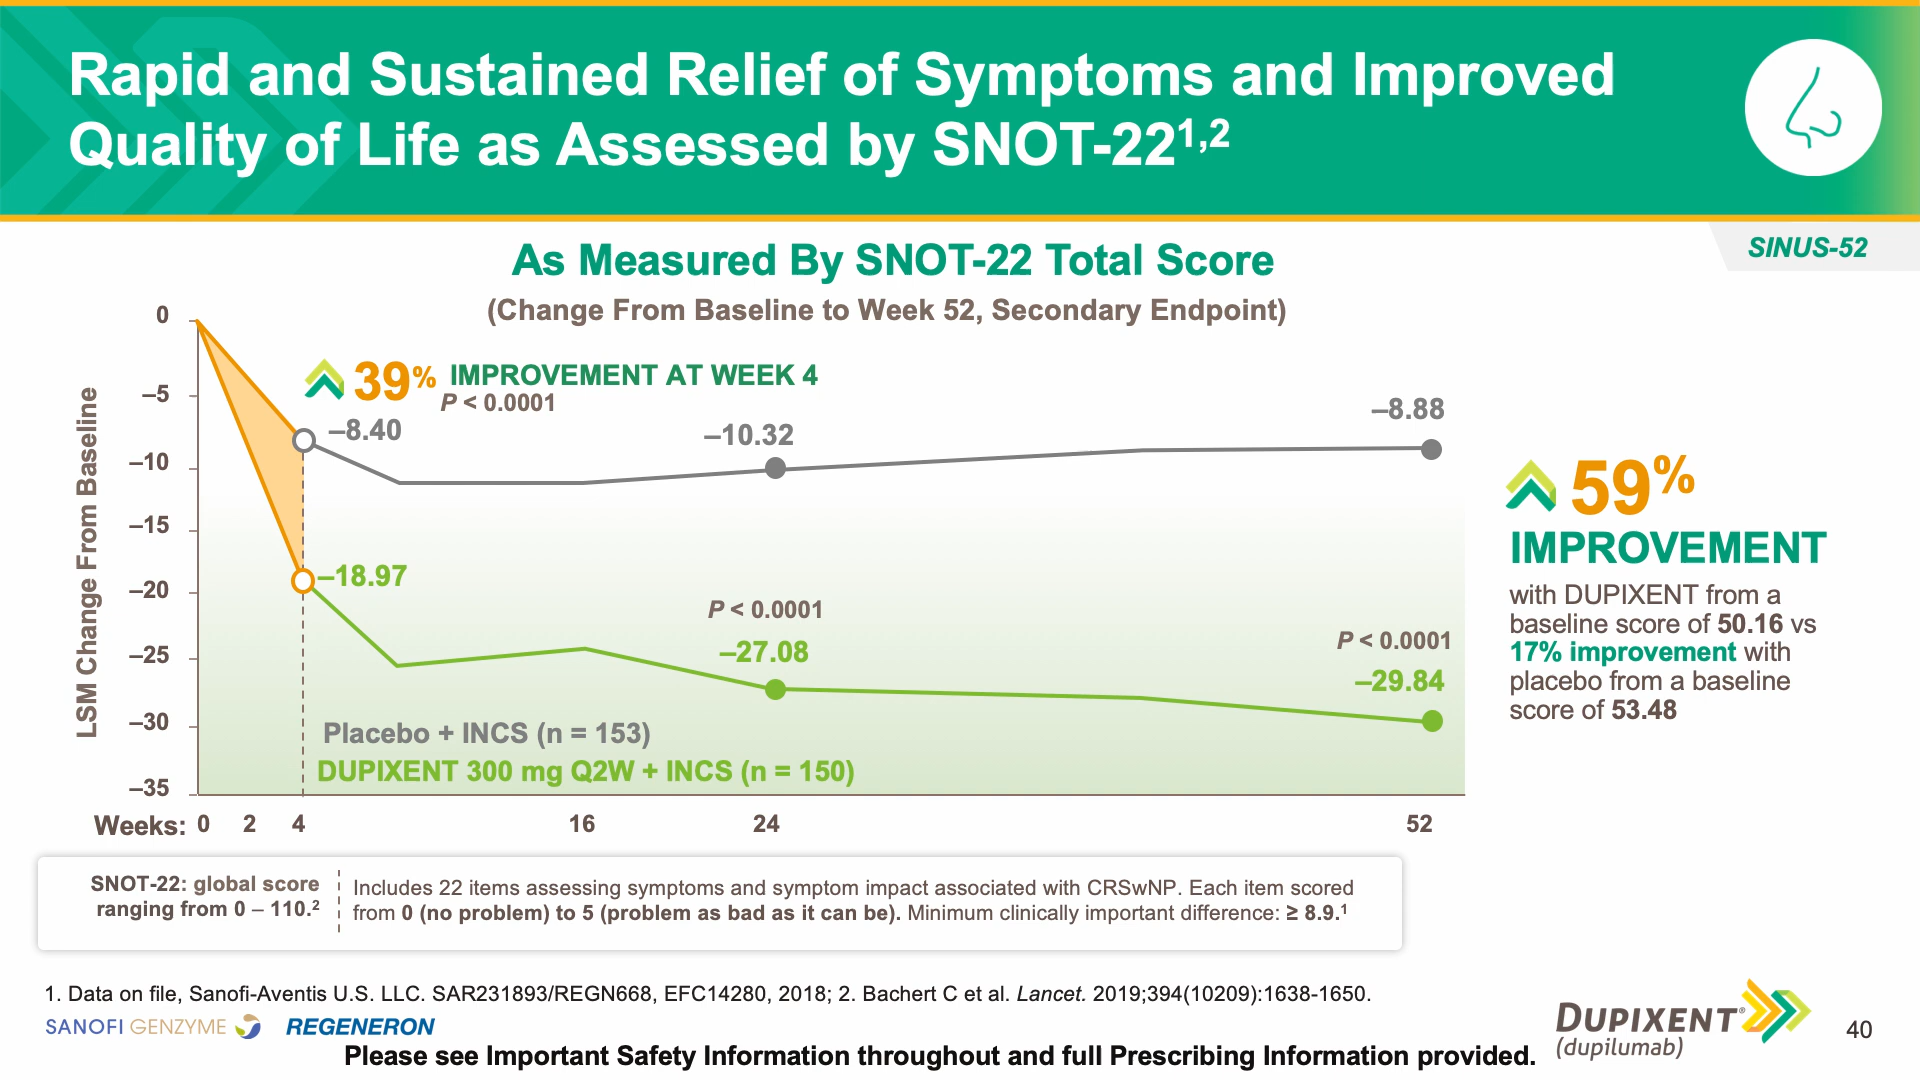 Rapid and Sustained Relief of Symptoms and Improved
Quality of Life as Assessed by SNOT-22¹,²
SINUS-52
As Measured By SNOT-22 Total Score
(Change From Baseline to Week 52, Secondary Endpoint)
LSM Change From Baseline
0
–5
–10
–15
–20
–25
–30
–35
39% IMPROVEMENT AT WEEK 4
P < 0.0001
–8.40
–10.32
–8.88
–18.97
P < 0.0001
–27.08
P < 0.0001
–29.84
Placebo + INCS (n = 153)
DUPIXENT 300 mg Q2W + INCS (n = 150)
Weeks: 0 2 4 16 24 52
59%
IMPROVEMENT
with DUPIXENT from a
baseline score of 50.16 vs
17% improvement with
placebo from a baseline
score of 53.48
SNOT-22: global score
ranging from 0 – 110.²
Includes 22 items assessing symptoms and symptom impact associated with CRSwNP. Each item scored
from 0 (no problem) to 5 (problem as bad as it can be). Minimum clinically important difference: ≥ 8.9.¹
1. Data on file, Sanofi-Aventis U.S. LLC. SAR231893/REGN668, EFC14280, 2018; 2. Bachert C et al. Lancet. 2019;394(10209):1638-1650.
SANOFI GENZYME REGENERON
Please see Important Safety Information throughout and full Prescribing Information provided.
DUPIXENT®
(dupilumab)
40